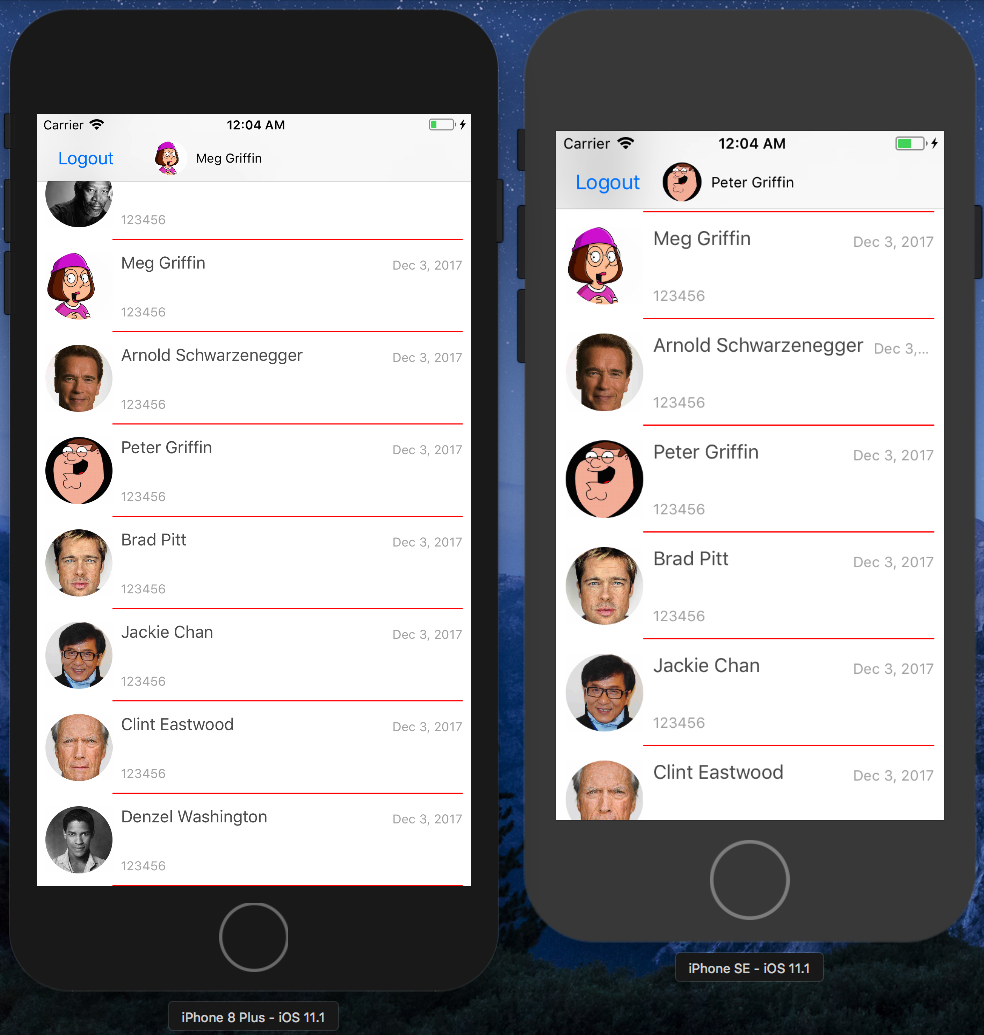 Carrier 12:04 AM
Logout Meg Griffin
123456
Meg Griffin Dec 3, 2017
123456
Arnold Schwarzenegger Dec 3, 2017
123456
Peter Griffin Dec 3, 2017
123456
Brad Pitt Dec 3, 2017
123456
Jackie Chan Dec 3, 2017
123456
Clint Eastwood Dec 3, 2017
123456
Denzel Washington Dec 3, 2017
123456
iPhone 8 Plus - iOS 11.1
Carrier 12:04 AM
Logout Peter Griffin
Meg Griffin Dec 3, 2017
123456
Arnold Schwarzenegger Dec 3,...
123456
Peter Griffin Dec 3, 2017
123456
Brad Pitt Dec 3, 2017
123456
Jackie Chan Dec 3, 2017
123456
Clint Eastwood Dec 3, 2017
iPhone SE - iOS 11.1